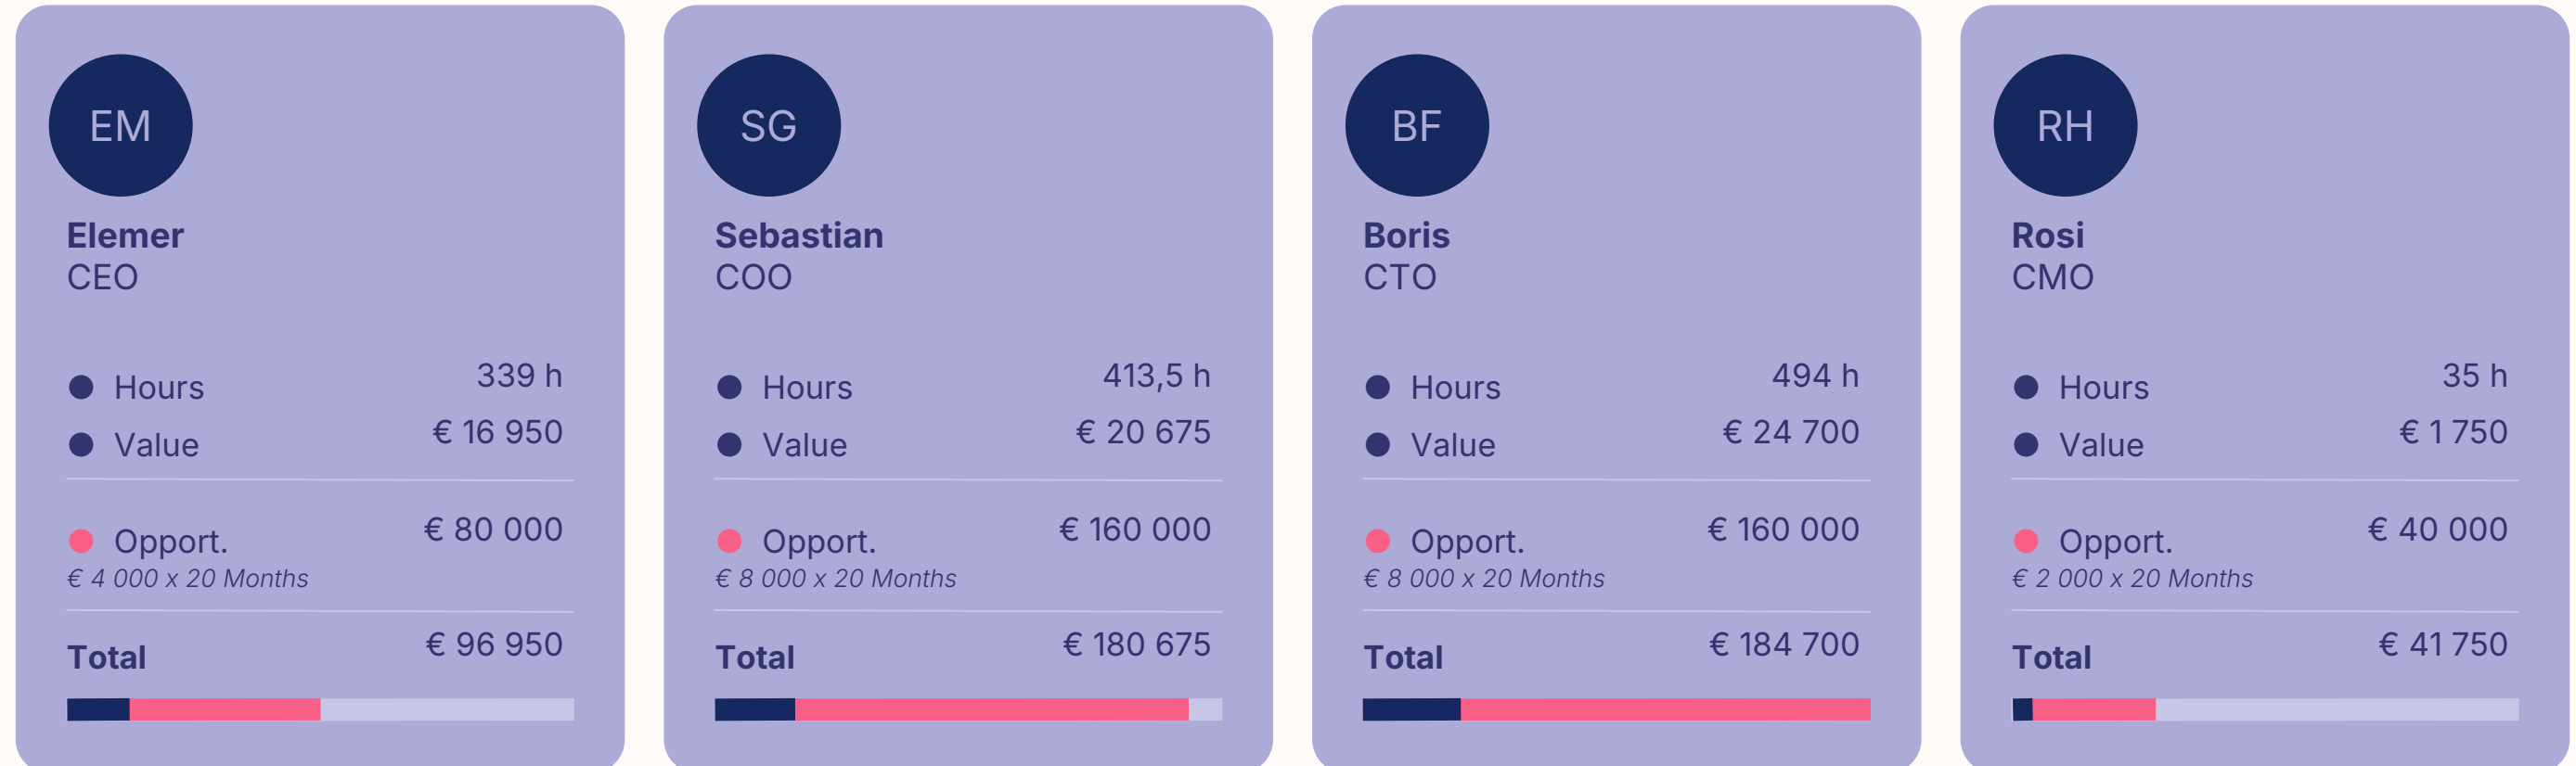 EM
Elemer
CEO
Hours 339 h
Value € 16 950
Opport. € 80 000
€ 4 000 x 20 Months
Total € 96 950
SG
Sebastian
COO
Hours 413,5 h
Value € 20 675
Opport. € 160 000
€ 8 000 x 20 Months
Total € 180 675
BF
Boris
CTO
Hours 494 h
Value € 24 700
Opport. € 160 000
€ 8 000 x 20 Months
Total € 184 700
RH
Rosi
CMO
Hours 35 h
Value € 1 750
Opport. € 40 000
€ 2 000 x 20 Months
Total € 41 750